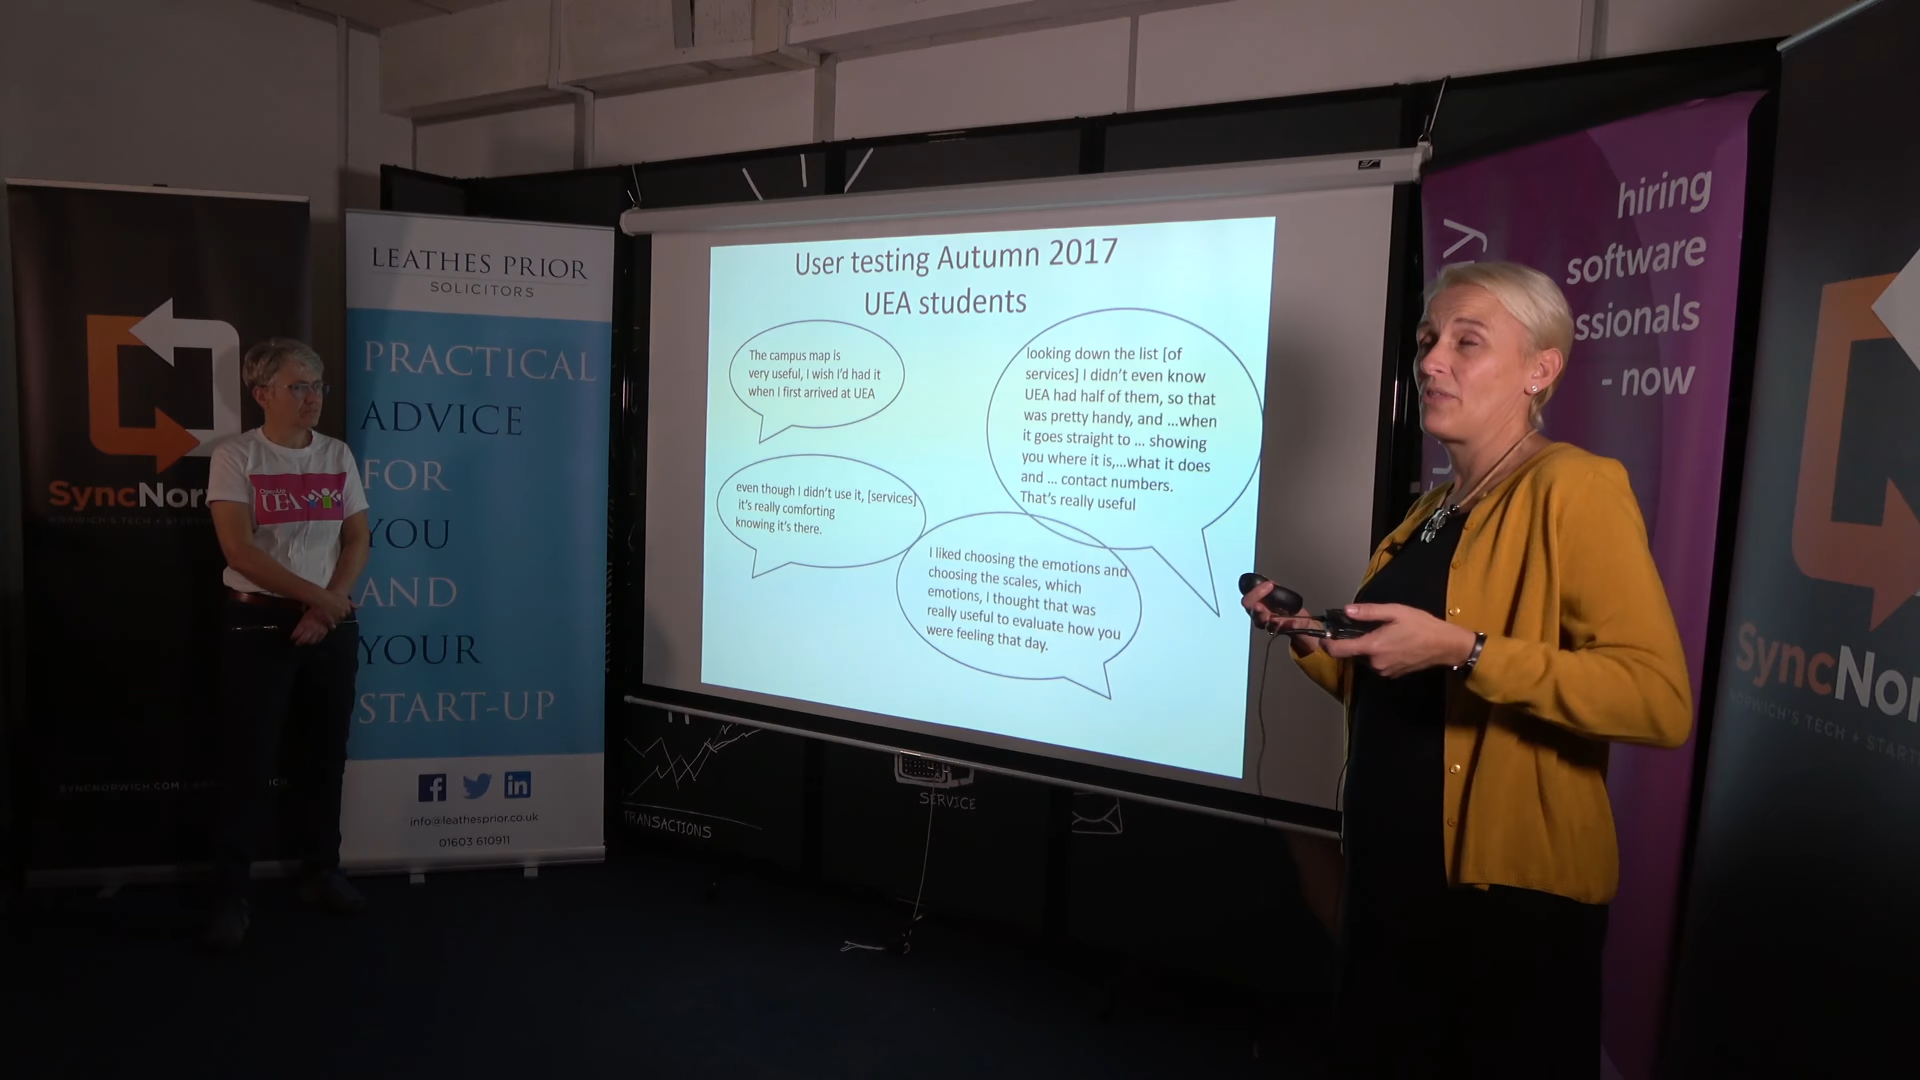 SyncNor
SYNCNORWICH.COM
LEATHES PRIOR
SOLICITORS
PRACTICAL
ADVICE
FOR
YOU
AND
YOUR
START-UP
info@leathesprior.co.uk
01603 610911
UEA
User testing Autumn 2017
UEA students
The campus map is
very useful, I wish I'd had it
when I first arrived at UEA
looking down the list [of
services] I didn't even know
UEA had half of them, so that
was pretty handy, and ...when
it goes straight to ... showing
you where it is,...what it does
and ... contact numbers.
That's really useful
even though I didn't use it, [services]
it's really comforting
knowing it's there.
I liked choosing the emotions and
choosing the scales, which
emotions, I thought that was
really useful to evaluate how you
were feeling that day.
TRANSACTIONS
SERVICE
hiring
software
ssionals
- now
SyncNor
NORWICH'S TECH + START